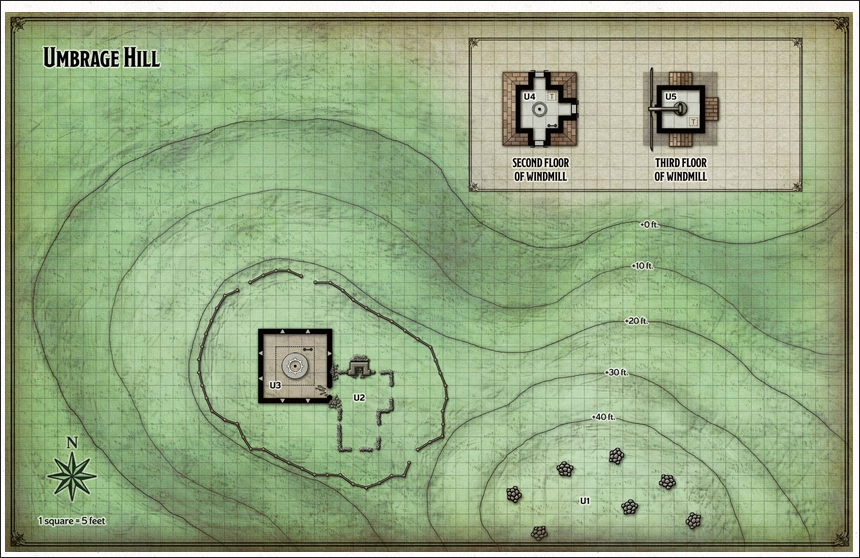 UMBRAGE HILL
U4
T
U5
T
SECOND FLOOR
OF WINDMILL
THIRD FLOOR
OF WINDMILL
+0 ft.
+10 ft.
+20 ft.
+30 ft.
+40 ft.
U3
U2
U1
N
1 square = 5 feet